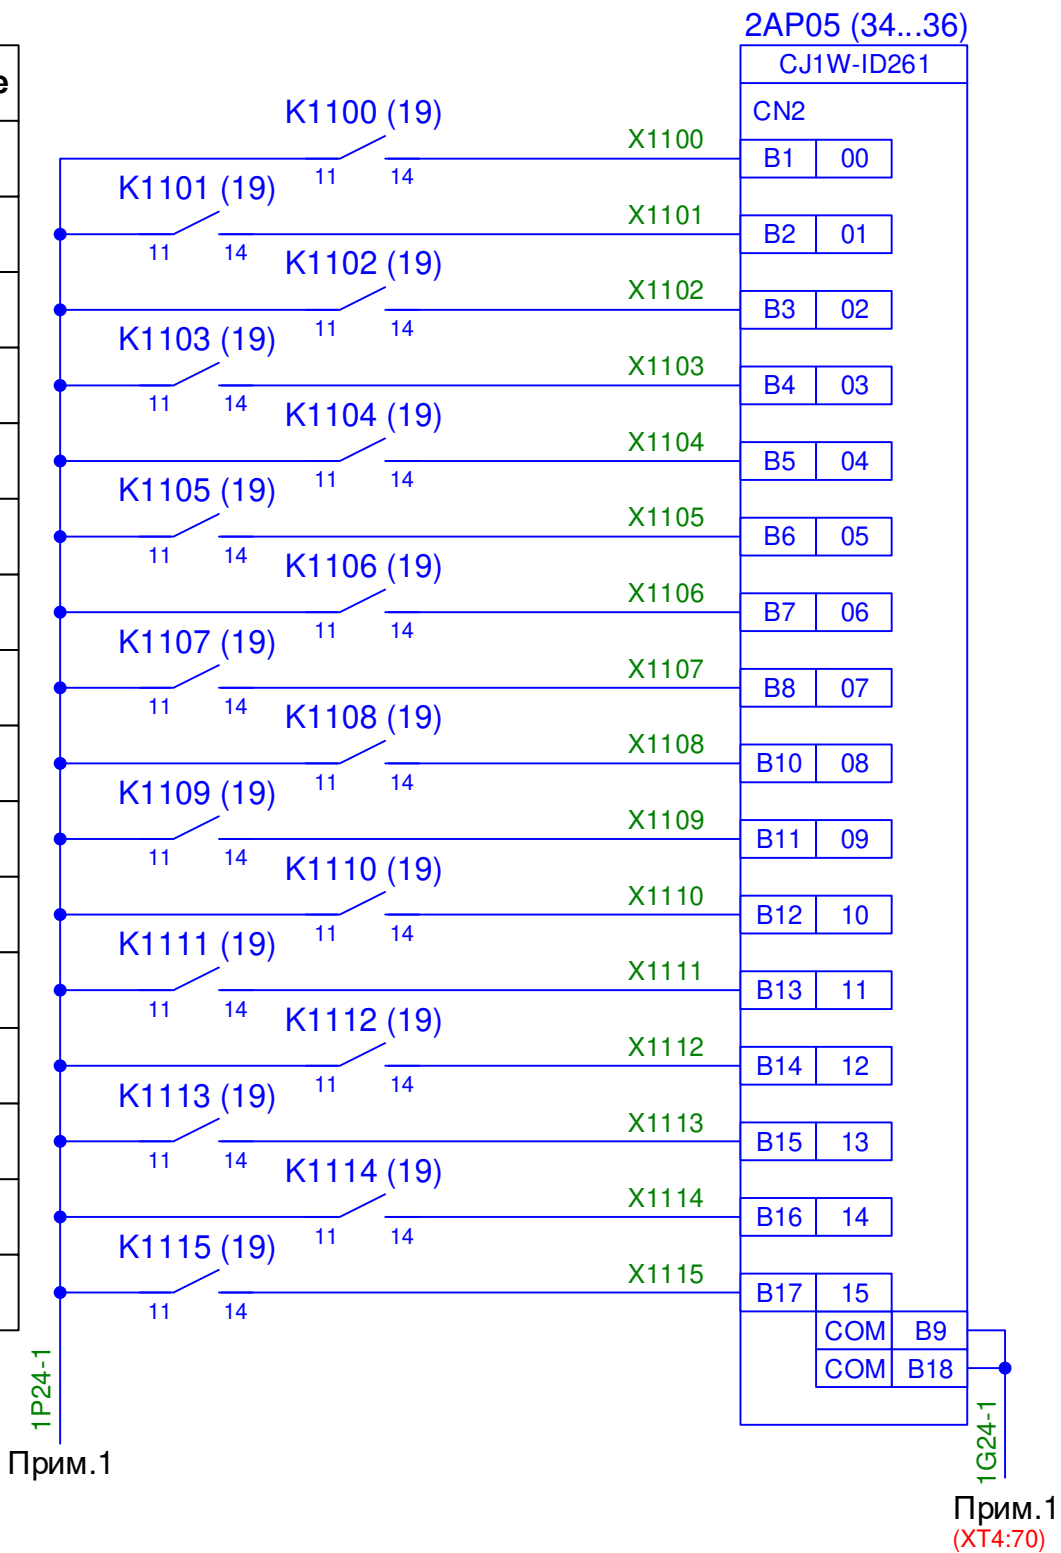 2AP05 (34...36)
CJ1W-ID261
e
CN2
K1100 (19)
X1100
B1 00
11 14
K1101 (19)
X1101
B2 01
11 14
K1102 (19)
X1102
B3 02
11 14
K1103 (19)
X1103
B4 03
11 14
K1104 (19)
X1104
B5 04
11 14
K1105 (19)
X1105
B6 05
11 14
K1106 (19)
X1106
B7 06
11 14
K1107 (19)
X1107
B8 07
11 14
K1108 (19)
X1108
B10 08
11 14
K1109 (19)
X1109
B11 09
11 14
K1110 (19)
X1110
B12 10
11 14
K1111 (19)
X1111
B13 11
11 14
K1112 (19)
X1112
B14 12
11 14
K1113 (19)
X1113
B15 13
11 14
K1114 (19)
X1114
B16 14
11 14
K1115 (19)
X1115
B17 15
11 14
COM B9
COM B18
1P24-1
1G24-1
Прим.1
Прим.1
(XT4:70)